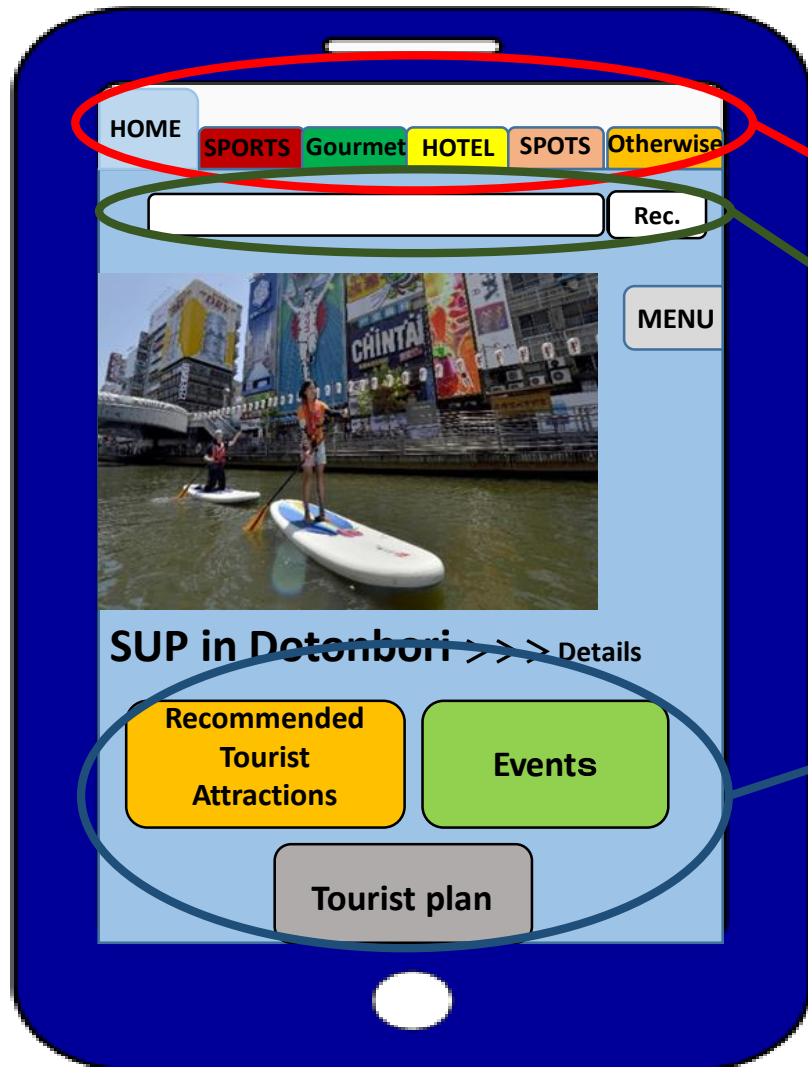 HOME
SPORTS Gourmet HOTEL SPOTS Otherwise
Rec.
MENU
CHINTAI
SUP in Dotonbori >>> Details
Recommended
Tourist
Attractions
Events
Tourist plan